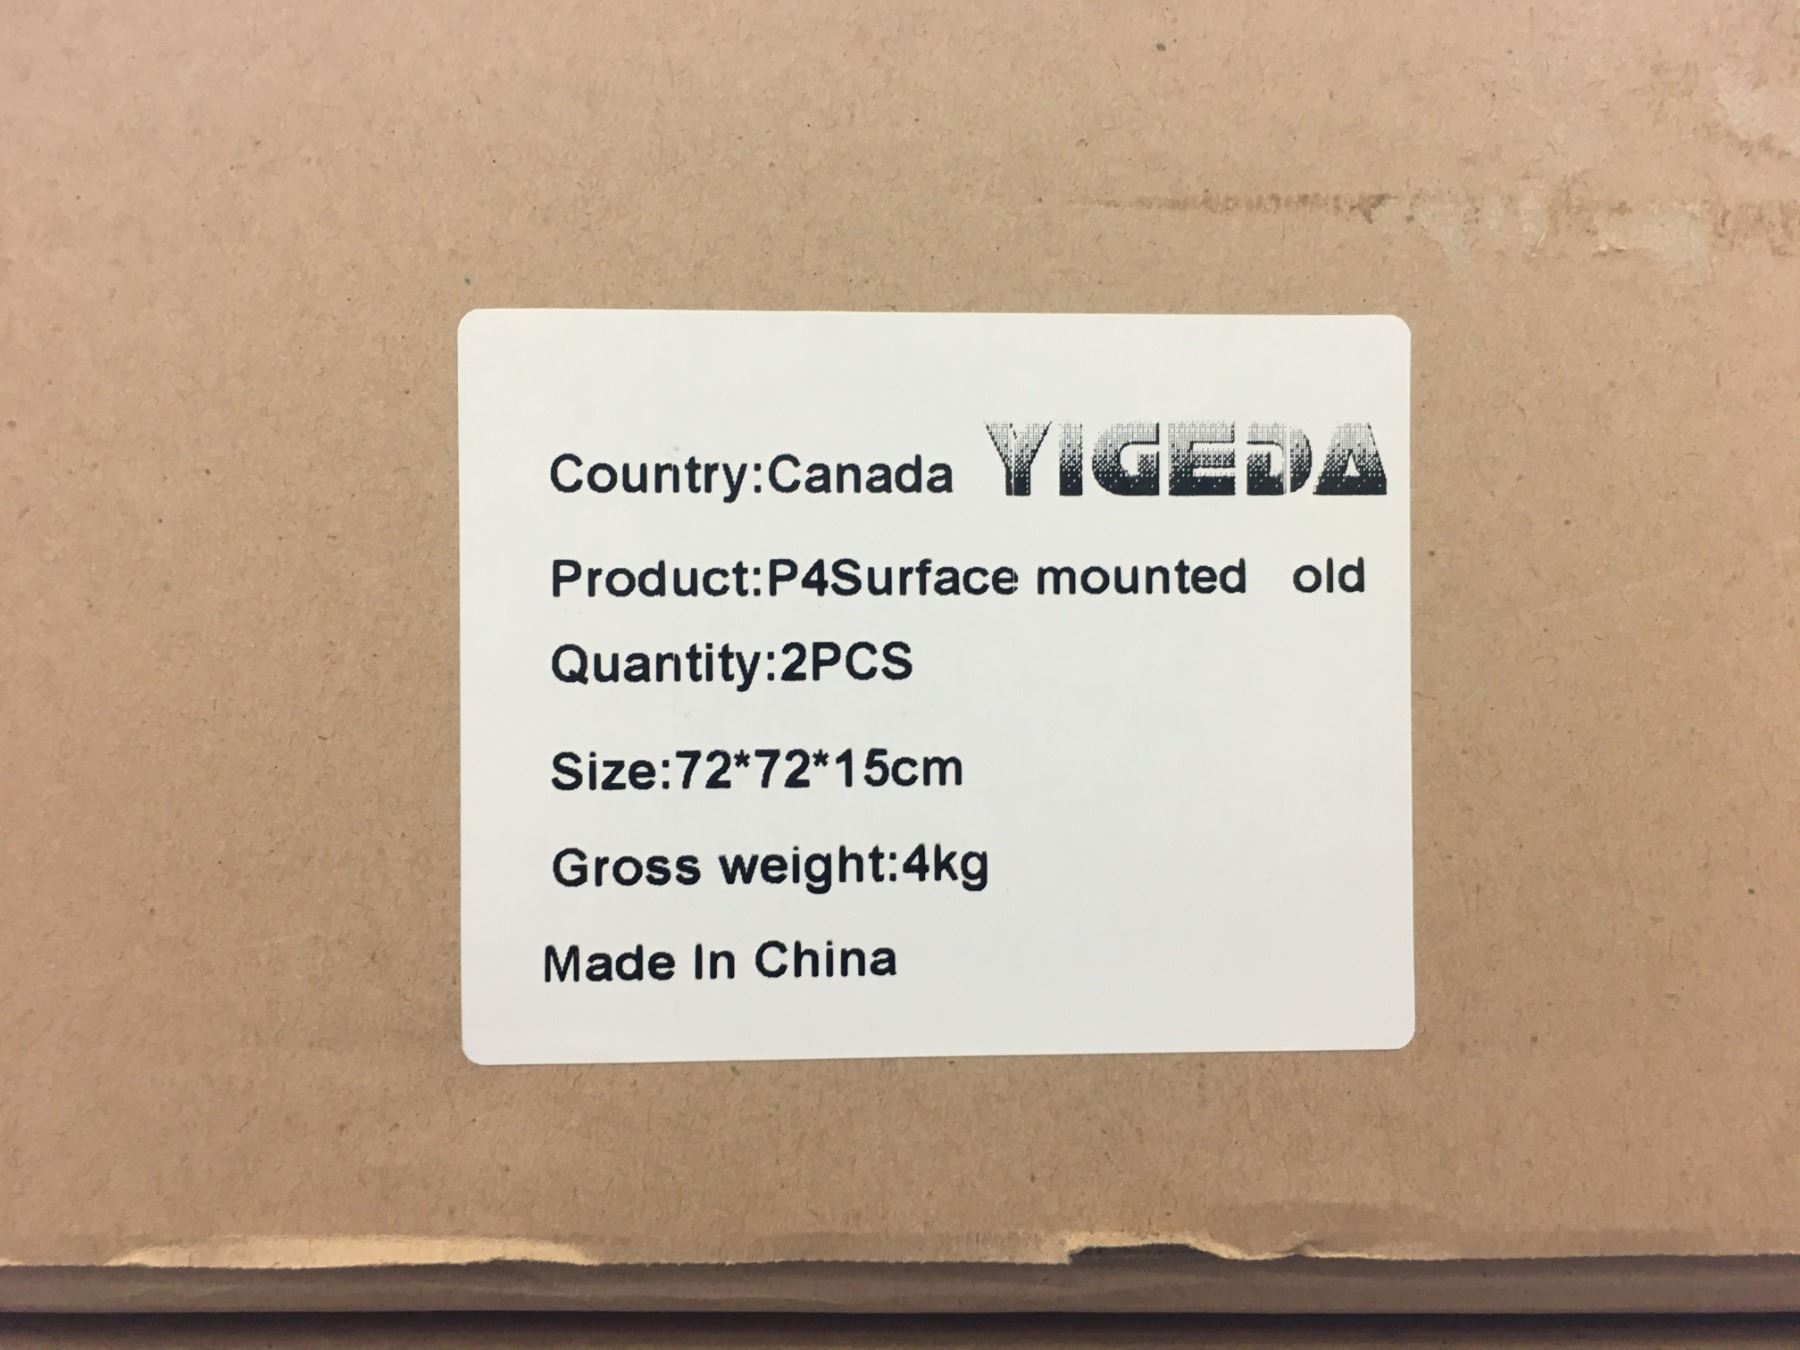 Country:Canada YIGEDA
Product:P4Surface mounted old
Quantity:2PCS
Size:72*72*15cm
Gross weight:4kg
Made In China